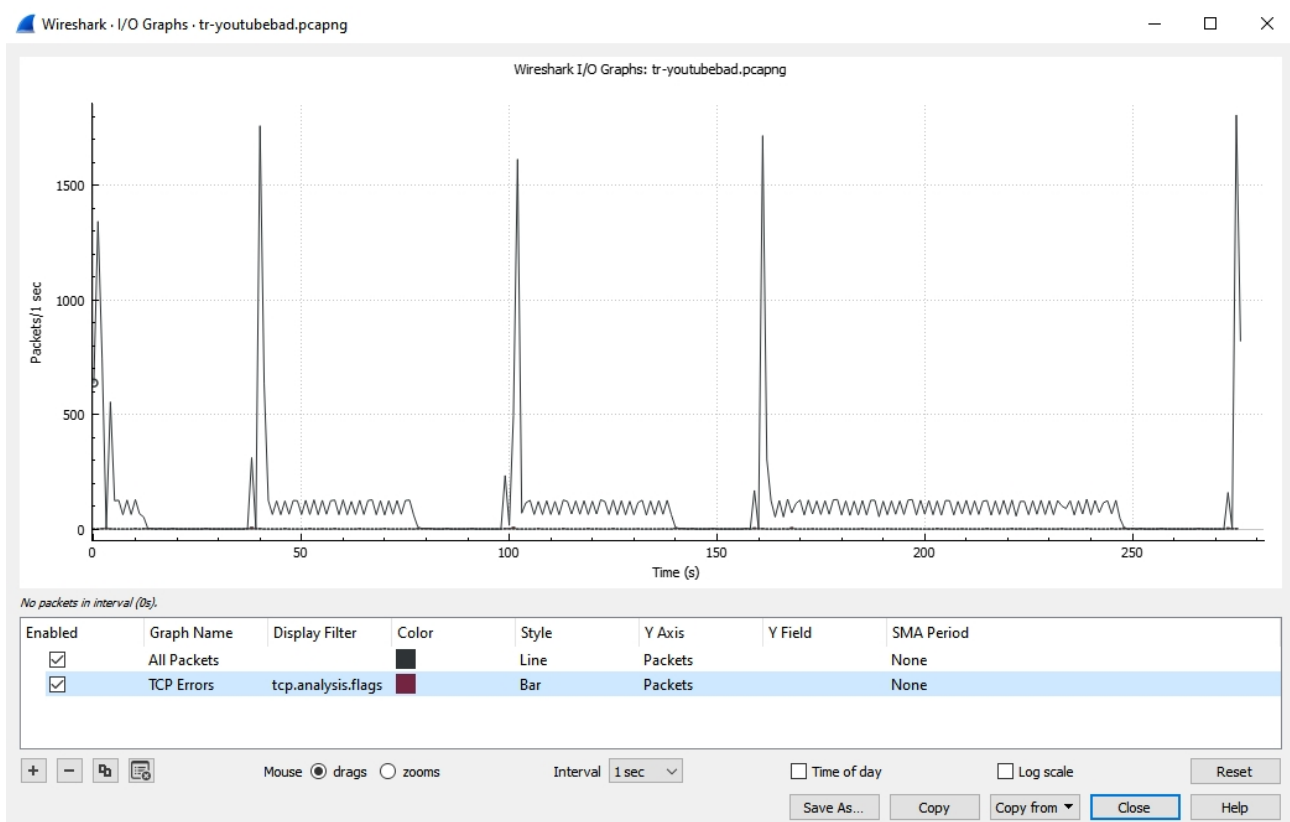 Wireshark · I/O Graphs · tr-youtubebad.pcapng
Wireshark I/O Graphs: tr-youtubebad.pcapng
1500
1000
500
0
Packets/1 sec
0 50 100 150 200 250
Time (s)
No packets in interval (0s).
Enabled Graph Name Display Filter Color Style Y Axis Y Field SMA Period
All Packets Line Packets None
TCP Errors tcp.analysis.flags Bar Packets None
+ − Mouse drags zooms Interval 1 sec Time of day Log scale Reset
Save As... Copy Copy from Close Help